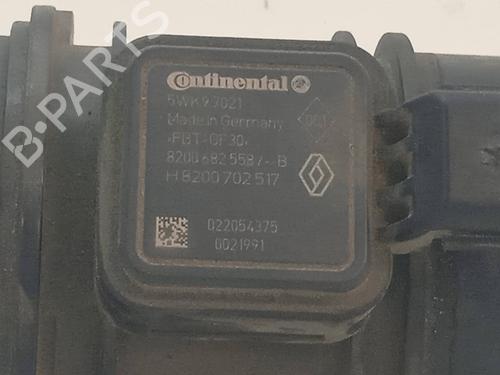 B-PARTS
Continental
5WK97021
Made in Germany
›PBT-GF30‹
8200 682 558 /-- B
H 8200 702 517
022054375
0021991